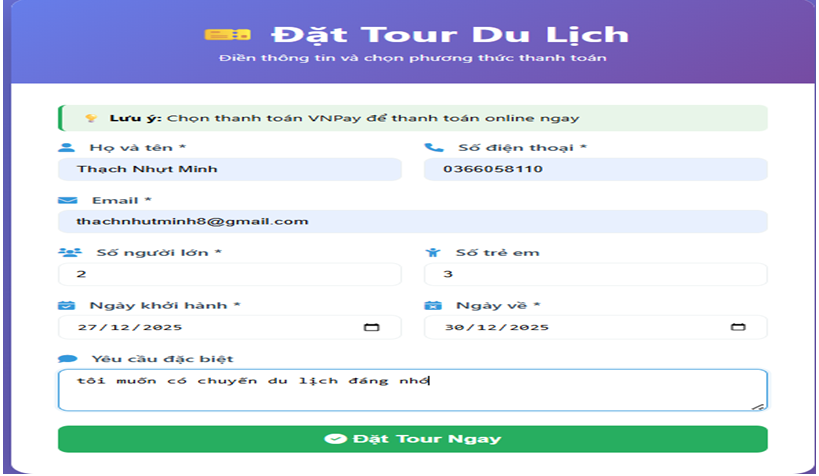 Đặt Tour Du Lịch
Điền thông tin và chọn phương thức thanh toán
Lưu ý: Chọn thanh toán VNPay để thanh toán online ngay
Họ và tên * Số điện thoại *
Thạch Nhựt Minh 0366058110
Email *
thachnhutminh8@gmail.com
Số người lớn * Số trẻ em
2 3
Ngày khởi hành * Ngày về *
27/12/2025 30/12/2025
Yêu cầu đặc biệt
tôi muốn có chuyến du lịch đáng nhớ
Đặt Tour Ngay